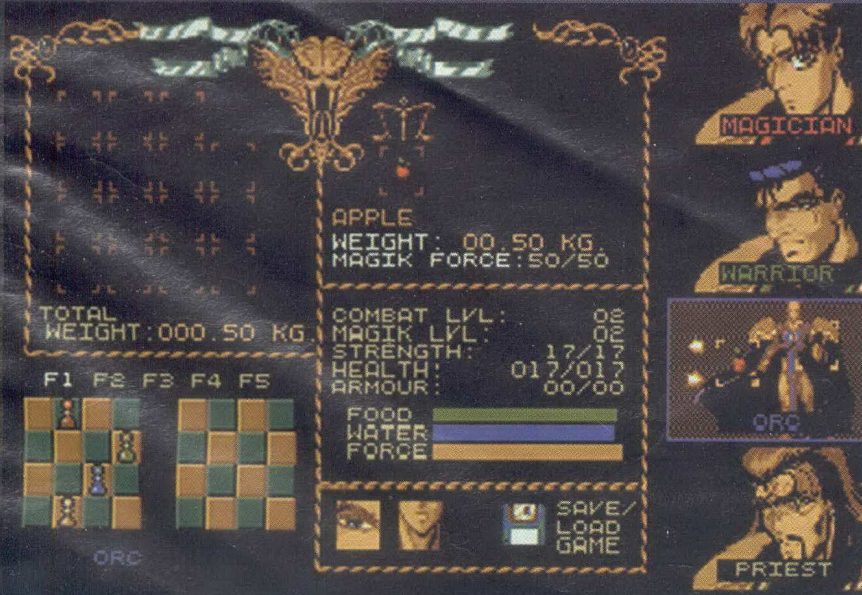 MAGICIAN
APPLE
WEIGHT: 00.50 KG.
MAGIK FORCE:50/50
WARRIOR
TOTAL
WEIGHT:000.50 KG.
COMBAT LVL: 02
MAGIK LVL: 02
STRENGTH: 17/17
HEALTH: 017/017
ARMOUR: 00/00
F1 F2 F3 F4 F5
FOOD
WATER
FORCE
ORC
SAVE/
LOAD
GAME
ORC
PRIEST